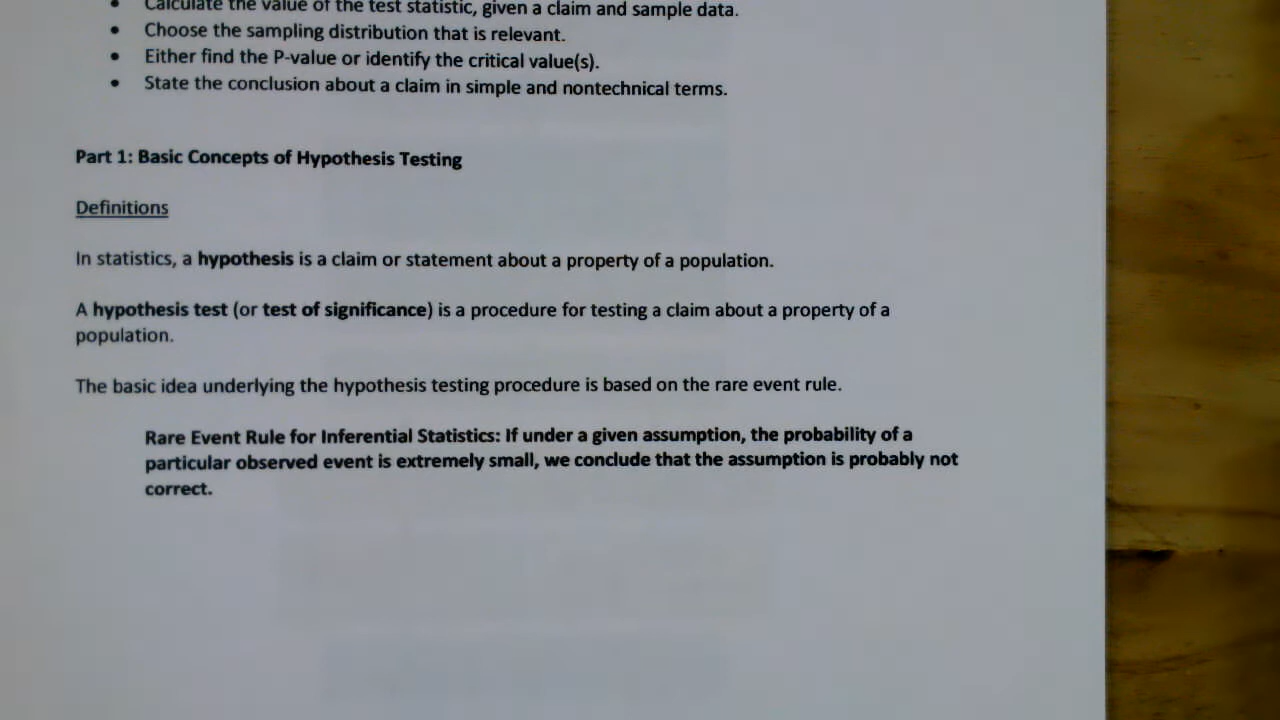 • Calculate the value of the test statistic, given a claim and sample data.
• Choose the sampling distribution that is relevant.
• Either find the P-value or identify the critical value(s).
• State the conclusion about a claim in simple and nontechnical terms.
Part 1: Basic Concepts of Hypothesis Testing
Definitions
In statistics, a hypothesis is a claim or statement about a property of a population.
A hypothesis test (or test of significance) is a procedure for testing a claim about a property of a
population.
The basic idea underlying the hypothesis testing procedure is based on the rare event rule.
Rare Event Rule for Inferential Statistics: If under a given assumption, the probability of a
particular observed event is extremely small, we conclude that the assumption is probably not
correct.